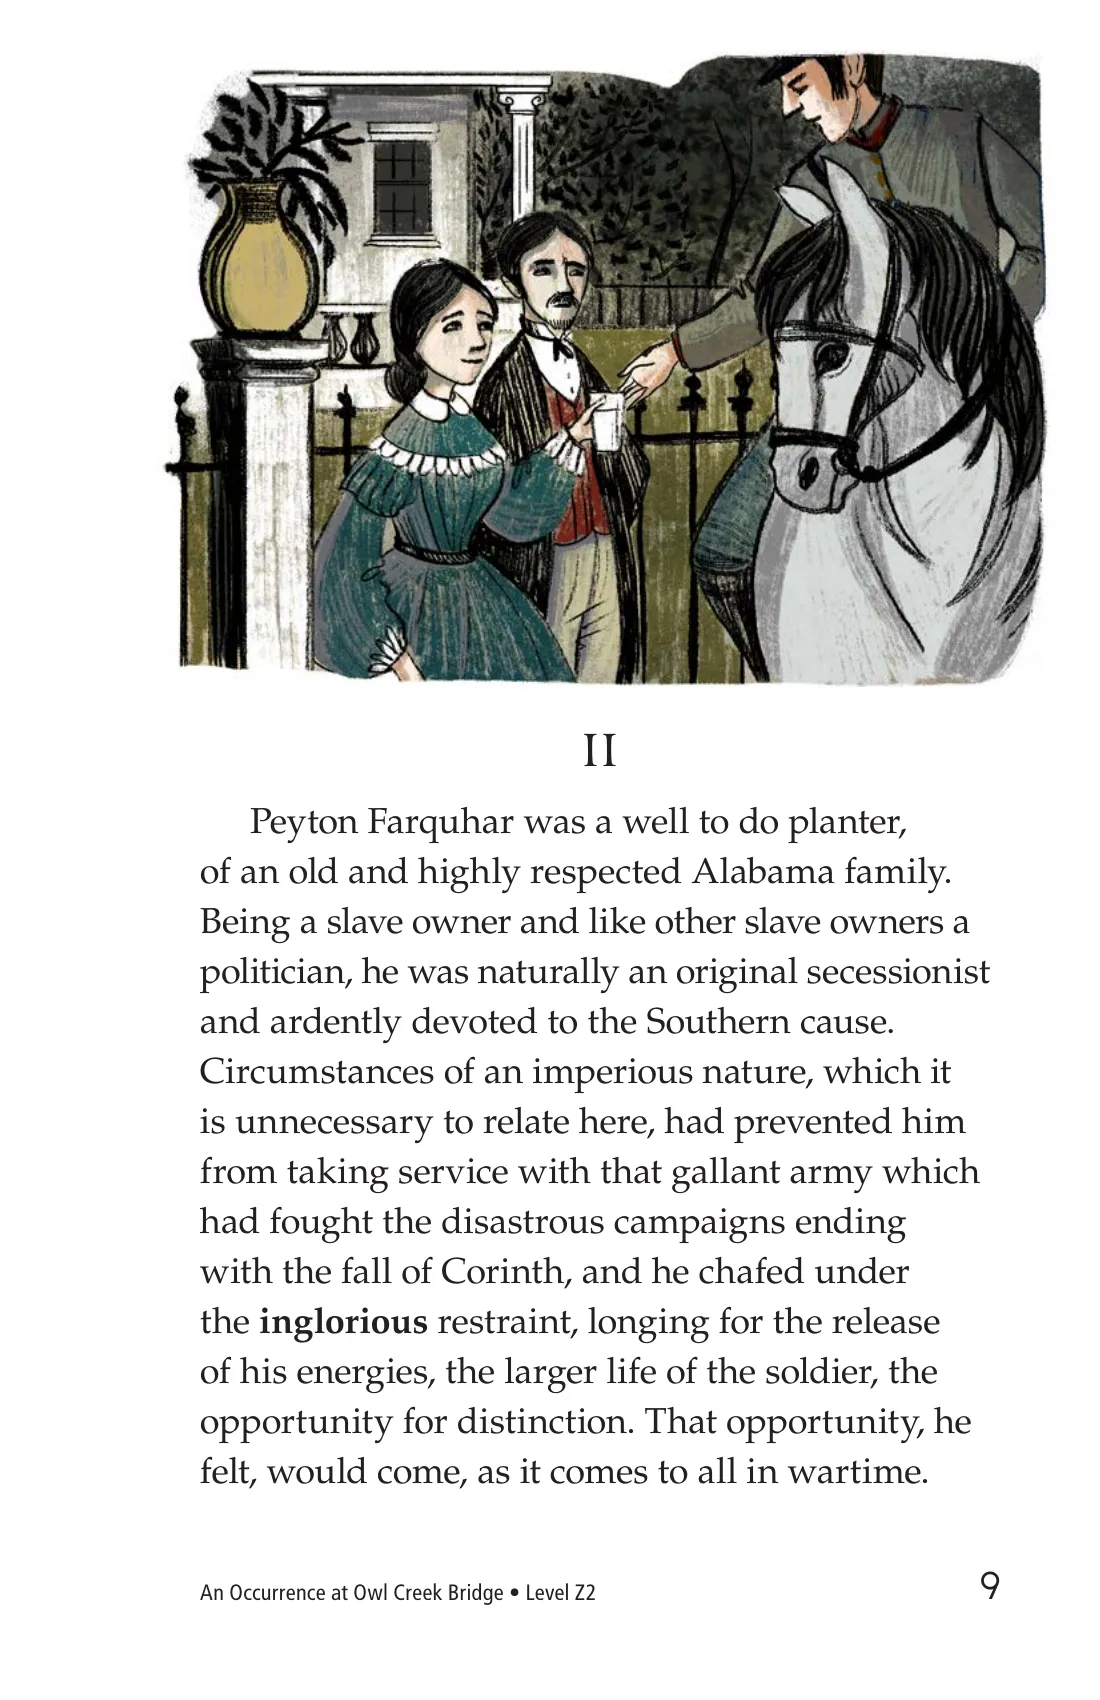 II
Peyton Farquhar was a well to do planter,
of an old and highly respected Alabama family.
Being a slave owner and like other slave owners a
politician, he was naturally an original secessionist
and ardently devoted to the Southern cause.
Circumstances of an imperious nature, which it
is unnecessary to relate here, had prevented him
from taking service with that gallant army which
had fought the disastrous campaigns ending
with the fall of Corinth, and he chafed under
the inglorious restraint, longing for the release
of his energies, the larger life of the soldier, the
opportunity for distinction. That opportunity, he
felt, would come, as it comes to all in wartime.
An Occurrence at Owl Creek Bridge • Level Z2
9